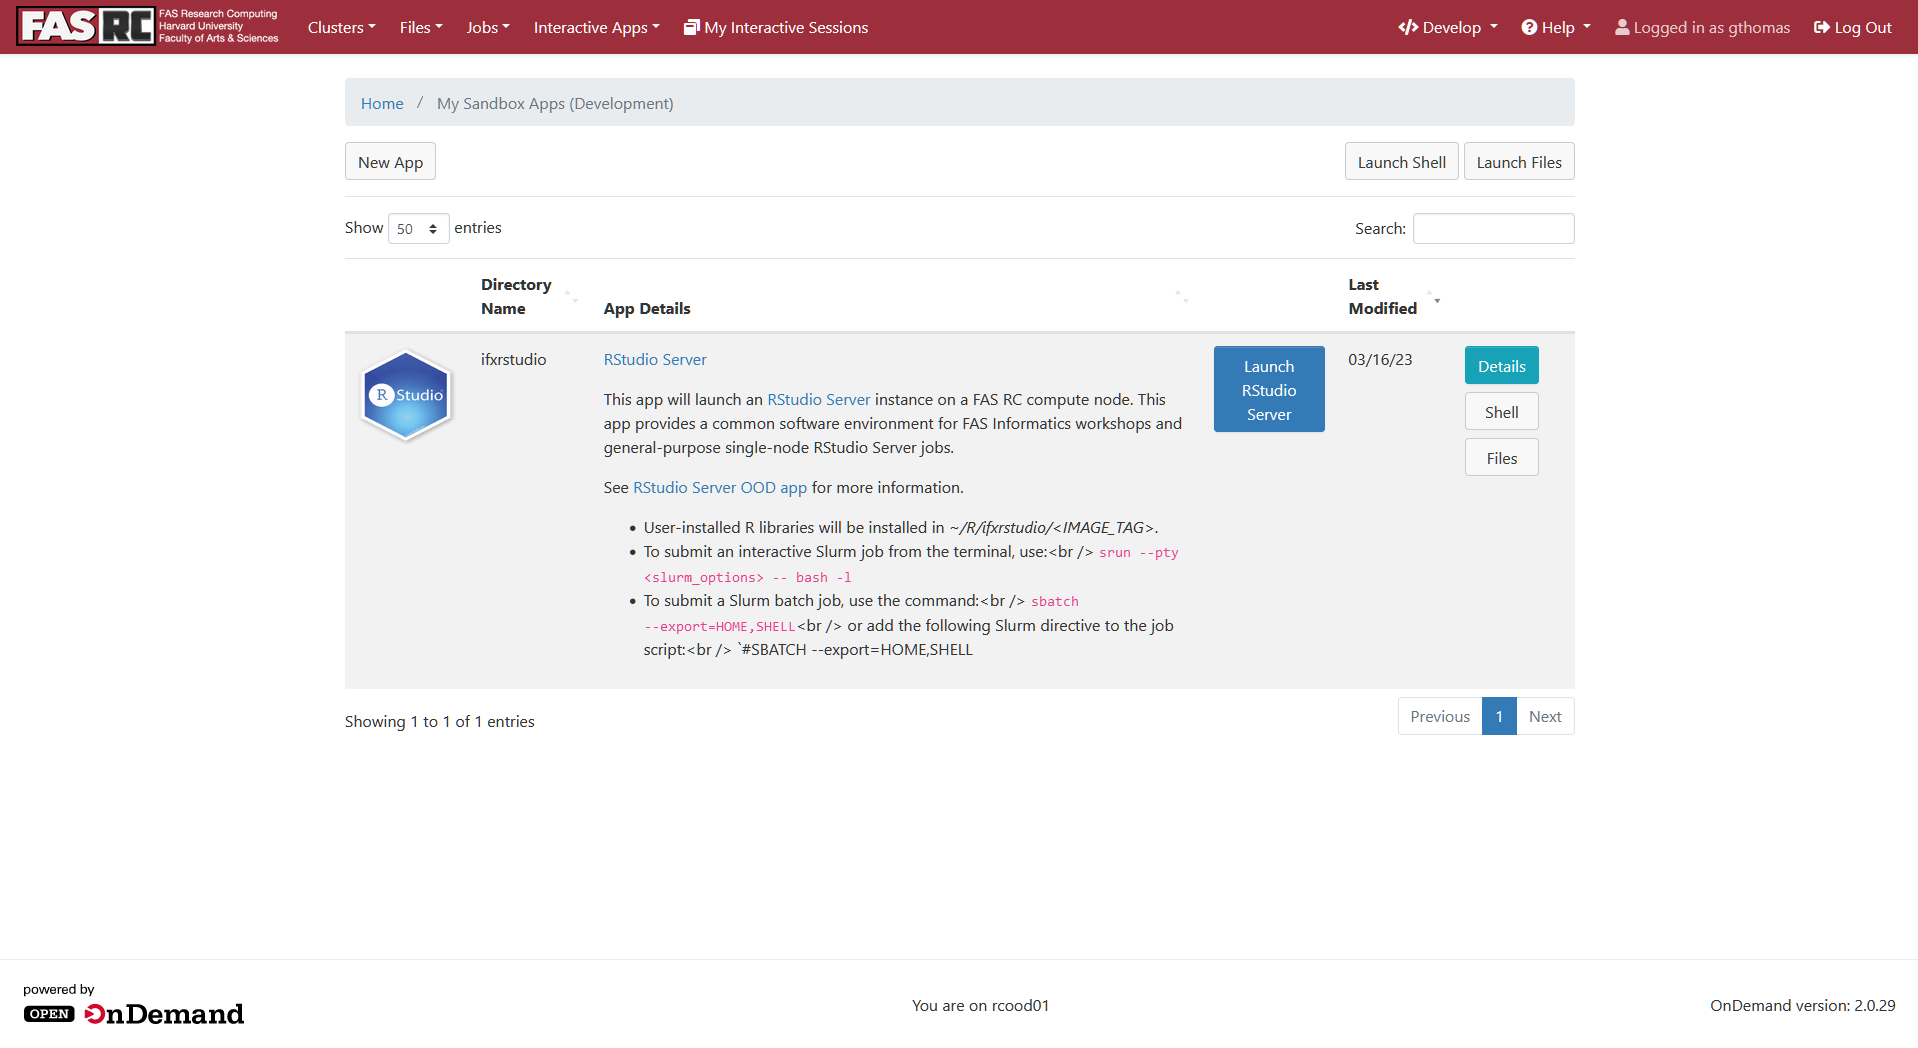 FASRC FAS Research Computing
Harvard University
Faculty of Arts & Sciences
Clusters Files Jobs Interactive Apps My Interactive Sessions </> Develop Help Logged in as gthomas Log Out
Home / My Sandbox Apps (Development)
New App Launch Shell Launch Files
Show 50 entries Search:
Directory Name App Details Last Modified
R Studio
ifxrstudio
RStudio Server
This app will launch an RStudio Server instance on a FAS RC compute node. This
app provides a common software environment for FAS Informatics workshops and
general-purpose single-node RStudio Server jobs.
See RStudio Server OOD app for more information.
• User-installed R libraries will be installed in ~/R/ifxrstudio/<IMAGE_TAG>.
• To submit an interactive Slurm job from the terminal, use:<br /> srun --pty
<slurm_options> -- bash -l
• To submit a Slurm batch job, use the command:<br /> sbatch
--export=HOME,SHELL<br /> or add the following Slurm directive to the job
script:<br /> `#SBATCH --export=HOME,SHELL
Launch
RStudio
Server
03/16/23
Details
Shell
Files
Showing 1 to 1 of 1 entries Previous 1 Next
powered by
OPEN OnDemand
You are on rcood01
OnDemand version: 2.0.29